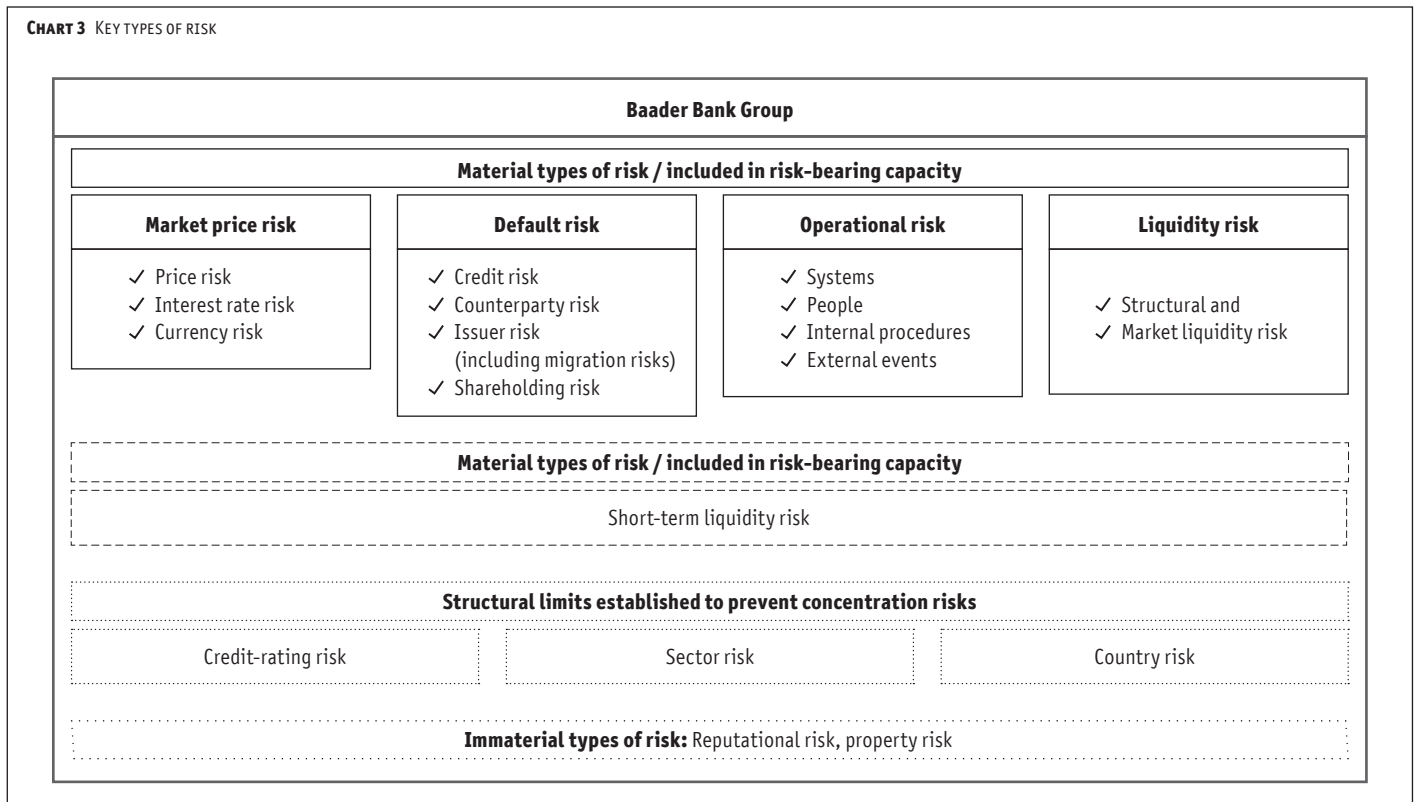 CHART 3 KEY TYPES OF RISK
Baader Bank Group
Material types of risk / included in risk-bearing capacity
Market price risk
✓ Price risk
✓ Interest rate risk
✓ Currency risk
Default risk
✓ Credit risk
✓ Counterparty risk
✓ Issuer risk
(including migration risks)
✓ Shareholding risk
Operational risk
✓ Systems
✓ People
✓ Internal procedures
✓ External events
Liquidity risk
✓ Structural and
✓ Market liquidity risk
Material types of risk / included in risk-bearing capacity
Short-term liquidity risk
Structural limits established to prevent concentration risks
Credit-rating risk
Sector risk
Country risk
Immaterial types of risk: Reputational risk, property risk